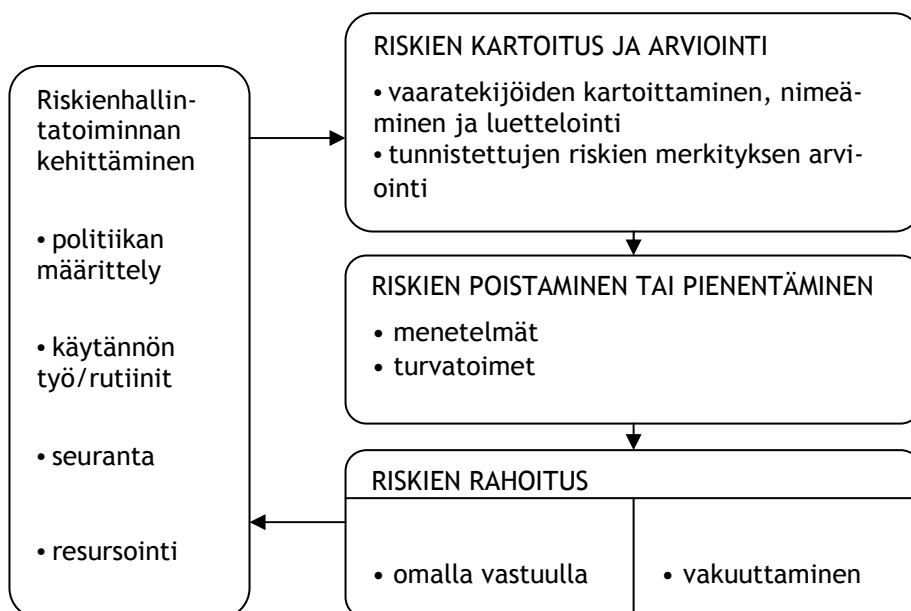 Riskienhallin-
tatoiminnan
kehittäminen
• politiikan
määrittely
• käytännön
työ/rutiinit
• seuranta
• resursointi
RISKIEN KARTOITUS JA ARVIOINTI
• vaaratekijöiden kartoittaminen, nimeä-
minen ja luettelointi
• tunnistettujen riskien merkityksen arvi-
ointi
RISKIEN POISTAMINEN TAI PIENENTÄMINEN
• menetelmät
• turvatoimet
RISKIEN RAHOITUS
• omalla vastuulla
• vakuuttaminen